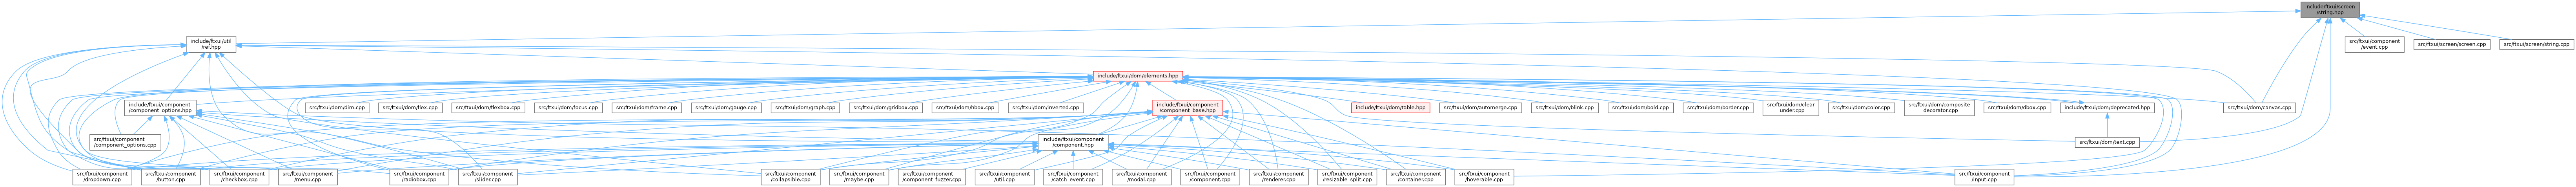 include/ftxui/screen
/string.hpp
include/ftxui/util
/ref.hpp
src/ftxui/component
/event.cpp
src/ftxui/screen/screen.cpp
src/ftxui/screen/string.cpp
include/ftxui/dom/elements.hpp
include/ftxui/component
/component_options.hpp
src/ftxui/dom/dim.cpp
src/ftxui/dom/flex.cpp
src/ftxui/dom/flexbox.cpp
src/ftxui/dom/focus.cpp
src/ftxui/dom/frame.cpp
src/ftxui/dom/gauge.cpp
src/ftxui/dom/graph.cpp
src/ftxui/dom/gridbox.cpp
src/ftxui/dom/hbox.cpp
src/ftxui/dom/inverted.cpp
include/ftxui/component
/component_base.hpp
include/ftxui/dom/table.hpp
src/ftxui/dom/automerge.cpp
src/ftxui/dom/blink.cpp
src/ftxui/dom/bold.cpp
src/ftxui/dom/border.cpp
src/ftxui/dom/clear
_under.cpp
src/ftxui/dom/color.cpp
src/ftxui/dom/composite
_decorator.cpp
src/ftxui/dom/dbox.cpp
include/ftxui/dom/deprecated.hpp
src/ftxui/dom/canvas.cpp
src/ftxui/component
/component_options.cpp
include/ftxui/component
/component.hpp
src/ftxui/dom/text.cpp
src/ftxui/component
/dropdown.cpp
src/ftxui/component
/button.cpp
src/ftxui/component
/checkbox.cpp
src/ftxui/component
/menu.cpp
src/ftxui/component
/radiobox.cpp
src/ftxui/component
/slider.cpp
src/ftxui/component
/collapsible.cpp
src/ftxui/component
/maybe.cpp
src/ftxui/component
/component_fuzzer.cpp
src/ftxui/component
/util.cpp
src/ftxui/component
/catch_event.cpp
src/ftxui/component
/modal.cpp
src/ftxui/component
/component.cpp
src/ftxui/component
/renderer.cpp
src/ftxui/component
/resizable_split.cpp
src/ftxui/component
/container.cpp
src/ftxui/component
/hoverable.cpp
src/ftxui/component
/input.cpp